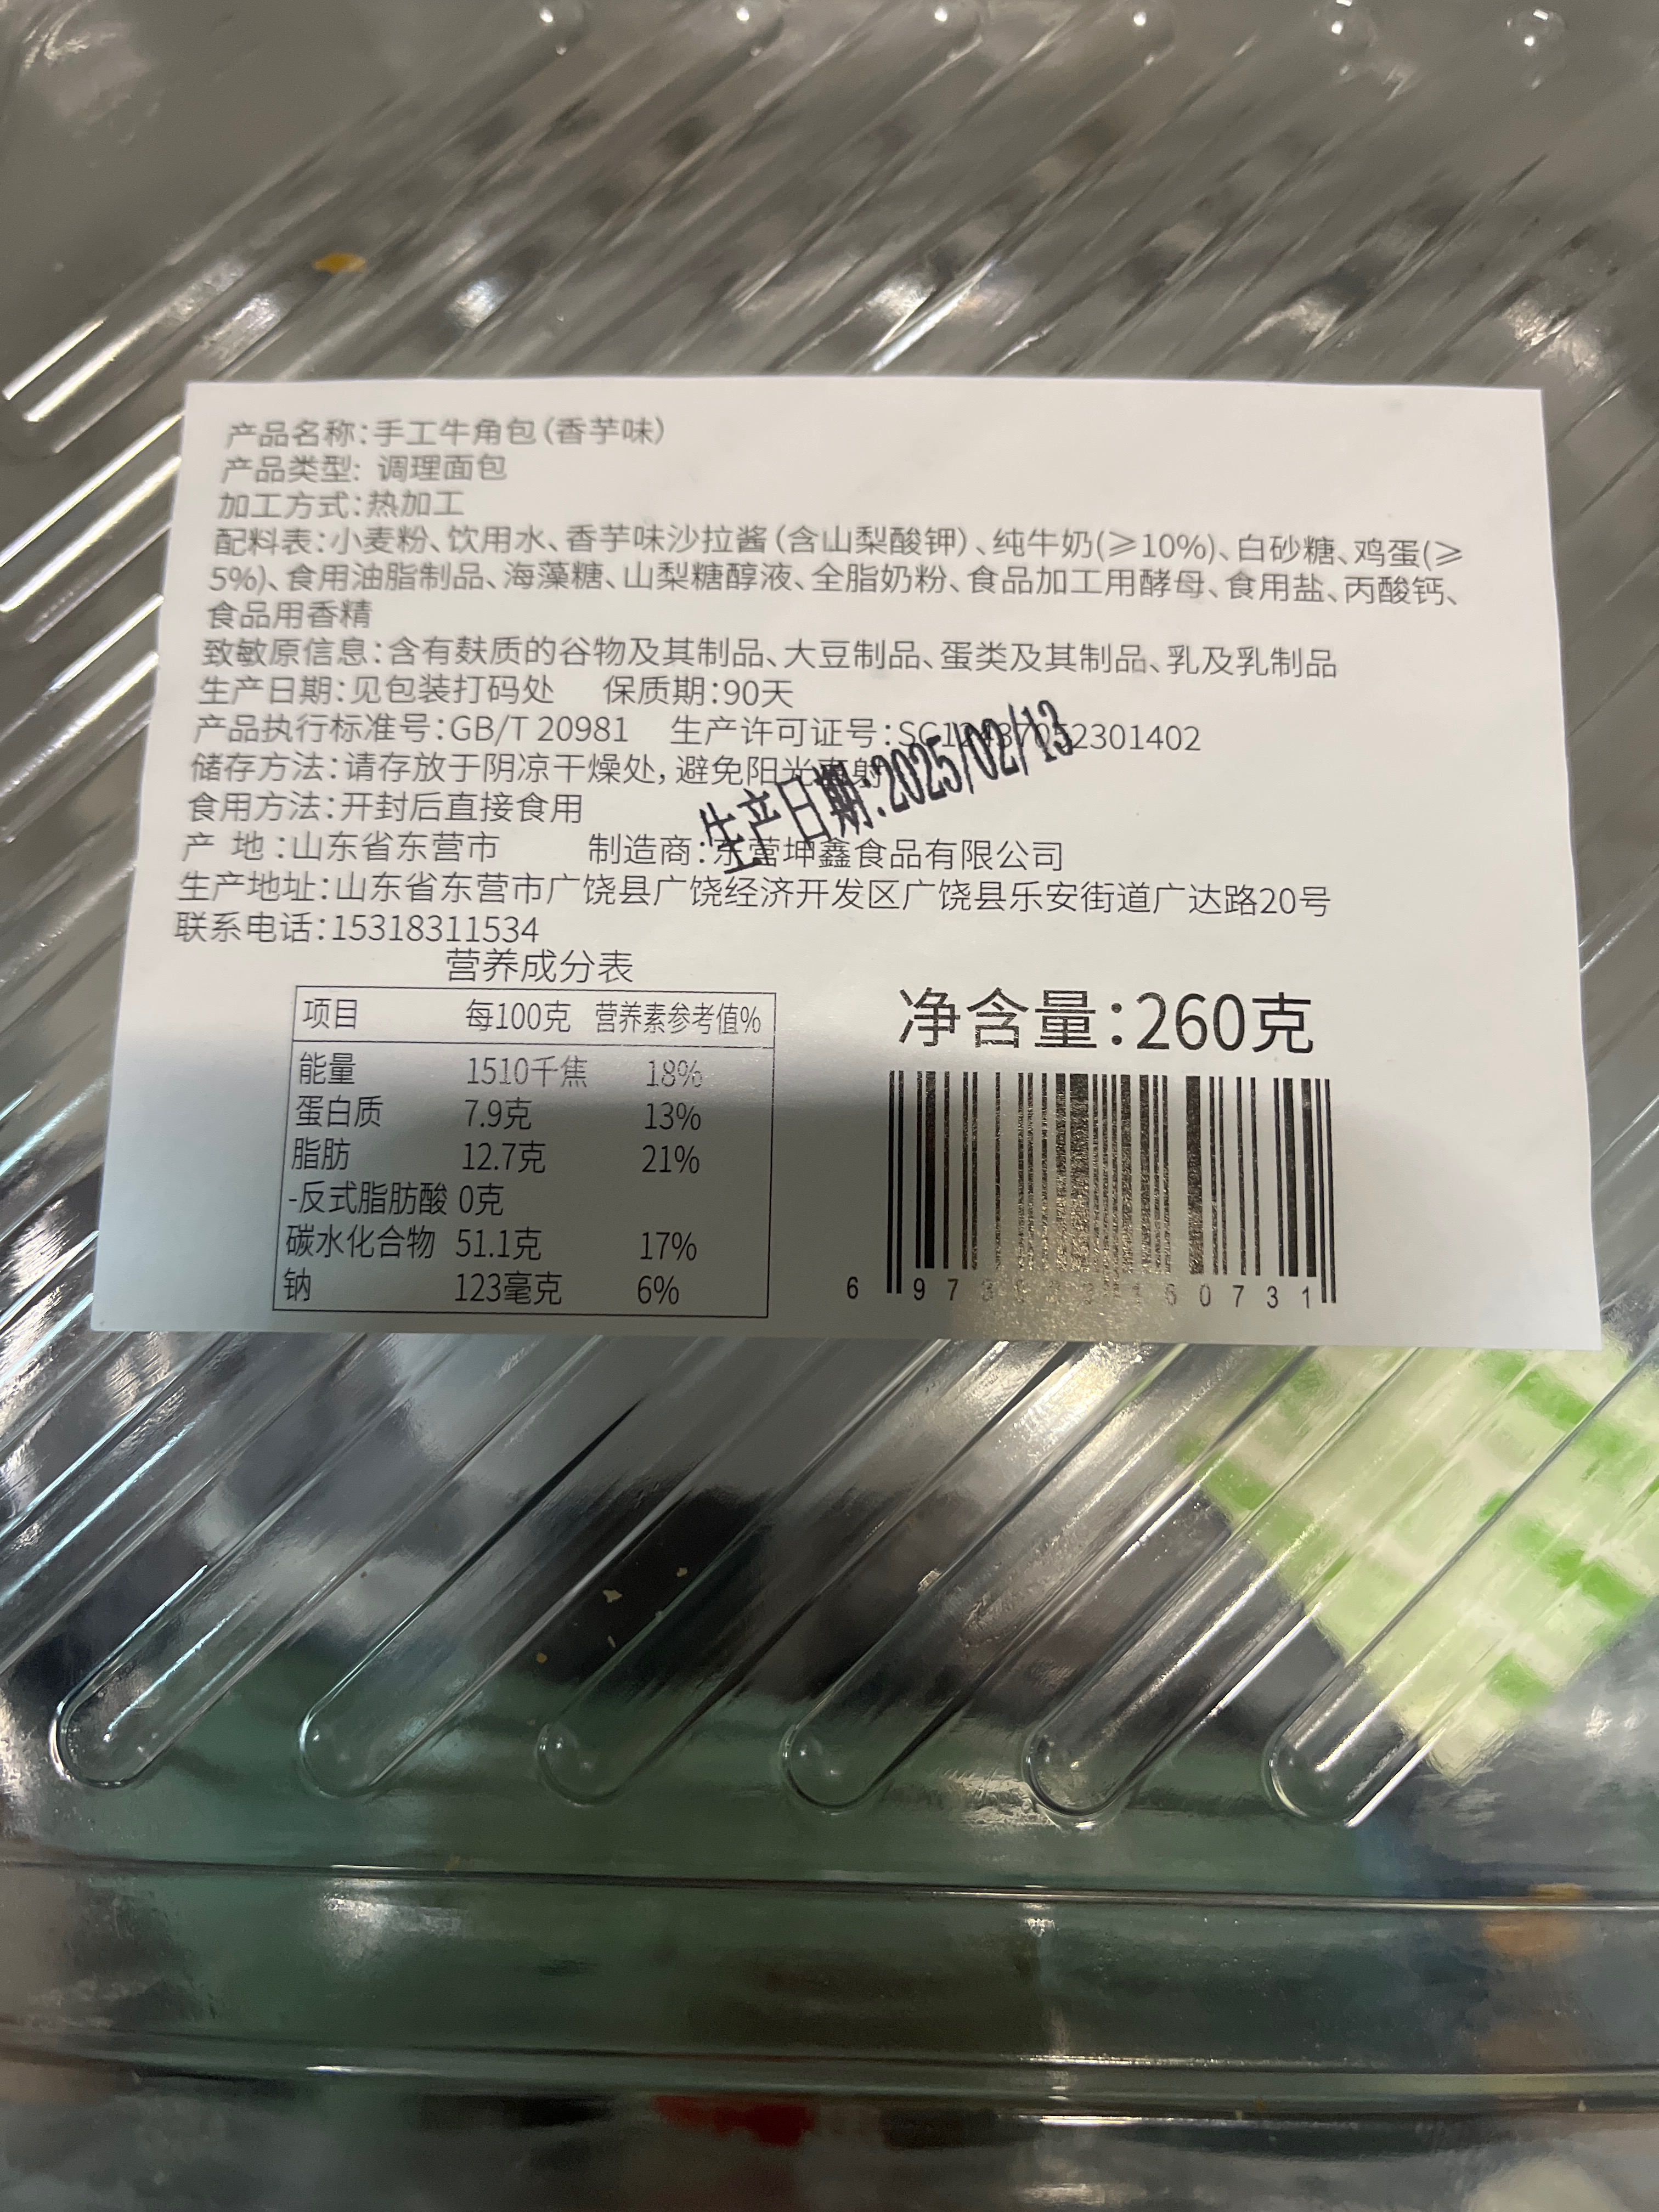 产品名称:手工牛角包(香芋味)
产品类型: 调理面包
加工方式:热加工
配料表:小麦粉、饮用水、香芋味沙拉酱(含山梨酸钾)、纯牛奶(≥10%)、白砂糖、鸡蛋(≥
5%)、食用油脂制品、海藻糖、山梨糖醇液、全脂奶粉、食品加工用酵母、食用盐、丙酸钙、
食品用香精
致敏原信息:含有麸质的谷物及其制品、大豆制品、蛋类及其制品、乳及乳制品
生产日期:见包装打码处 保质期:90天
产品执行标准号:GB/T 20981 生产许可证号:
储存方法:请存放于阴凉干燥处,避免阳光直射
生产日期:2025/02/13
食用方法:开封后直接食用
产 地:山东省东营市 制造商:东营坤鑫食品有限公司
生产地址:山东省东营市广饶县广饶经济开发区广饶县乐安街道广达路20号
联系电话:15318311534
营养成分表
项目 每100克 营养素参考值%
能量 1510千焦 18%
蛋白质 7.9克 13%
脂肪 12.7克 21%
-反式脂肪酸 0克
碳水化合物 51.1克 17%
钠 123毫克 6%
净含量:260克